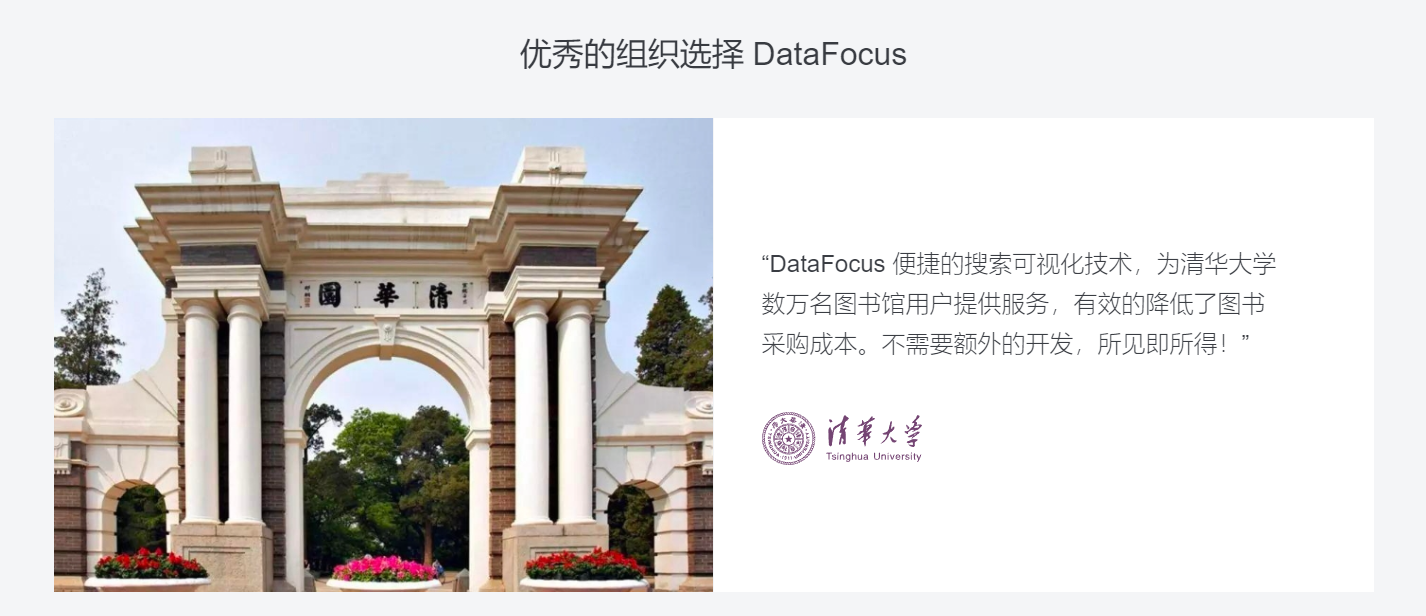 优秀的组织选择 DataFocus
園華清
“DataFocus 便捷的搜索可视化技术，为清华大学
数万名图书馆用户提供服务，有效的降低了图书
采购成本。不需要额外的开发，所见即所得！”
清華大学
Tsinghua University